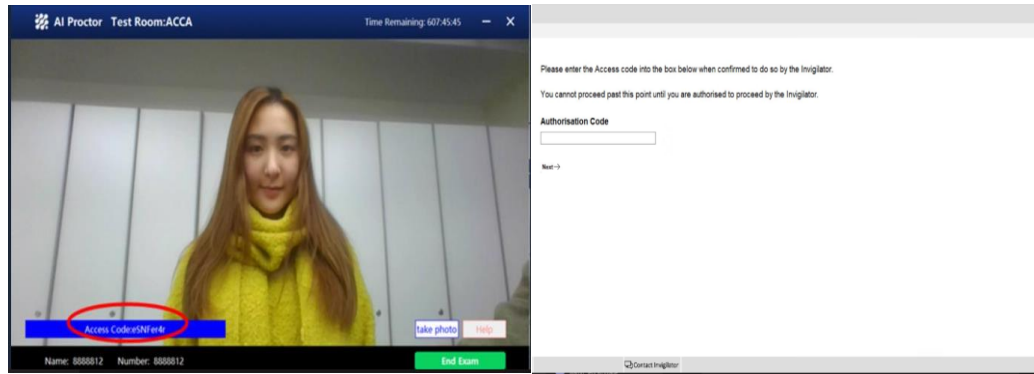 AI Proctor Test Room:ACCA Time Remaining: 607:45:45
Access Code:eSNFer4r
take photo Help
Name: 8888812 Number: 8888812 End Exam
Please enter the Access code into the box below when confirmed to do so by the Invigilator.
You cannot proceed past this point until you are authorised to proceed by the Invigilator.
Authorisation Code
Next →
Contact Invigilator